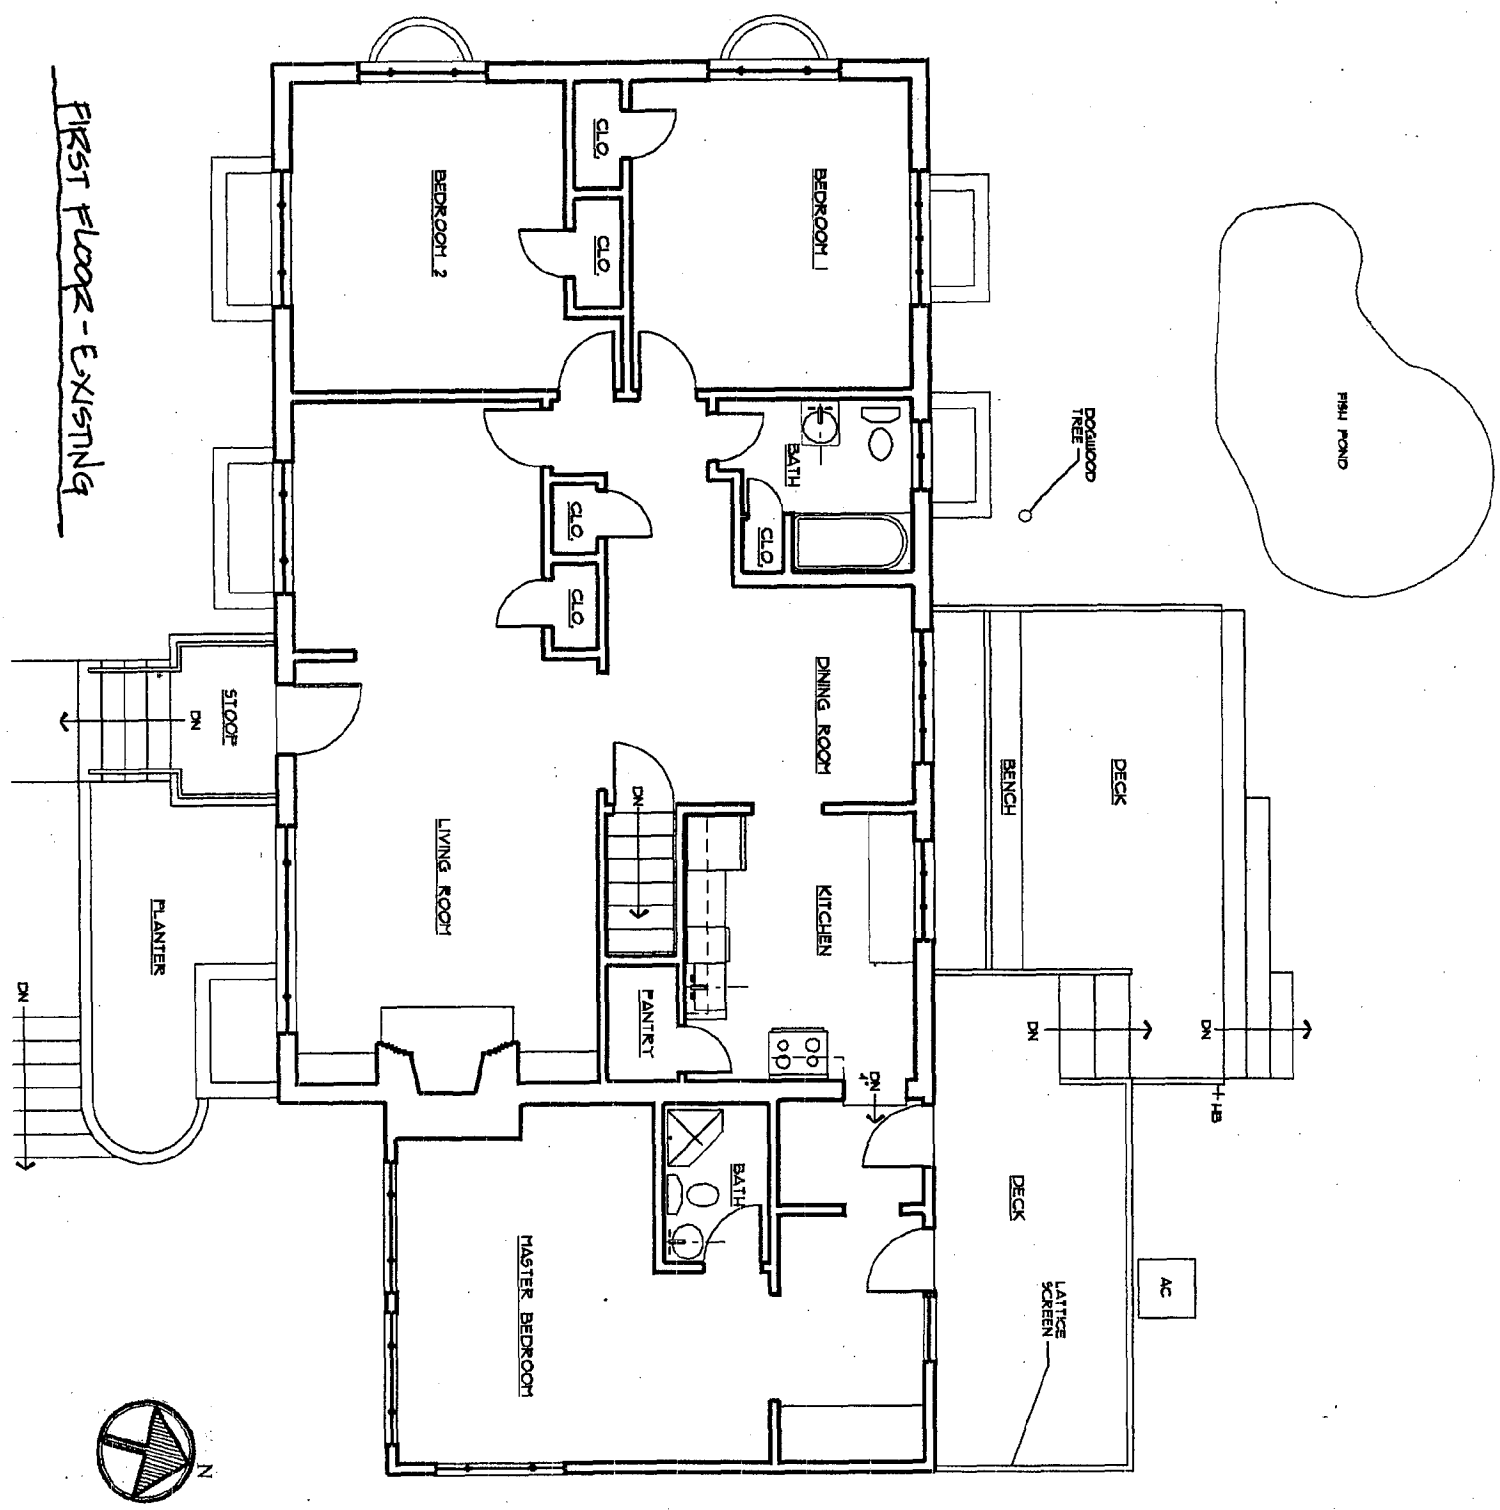 FIRST FLOOR - EXISTING
FISH POND
DOGWOOD
TREE
BEDROOM 1
CLO.
CLO.
BEDROOM 2
BATH
CLO.
CLO.
CLO.
DINING ROOM
DECK
BENCH
STOOP
DN
DN
KITCHEN
LIVING ROOM
PLANTER
DN
PANTRY
DN
DN
DN 4"
HB
DECK
BATH
MASTER BEDROOM
LATTICE
SCREEN
AC
N